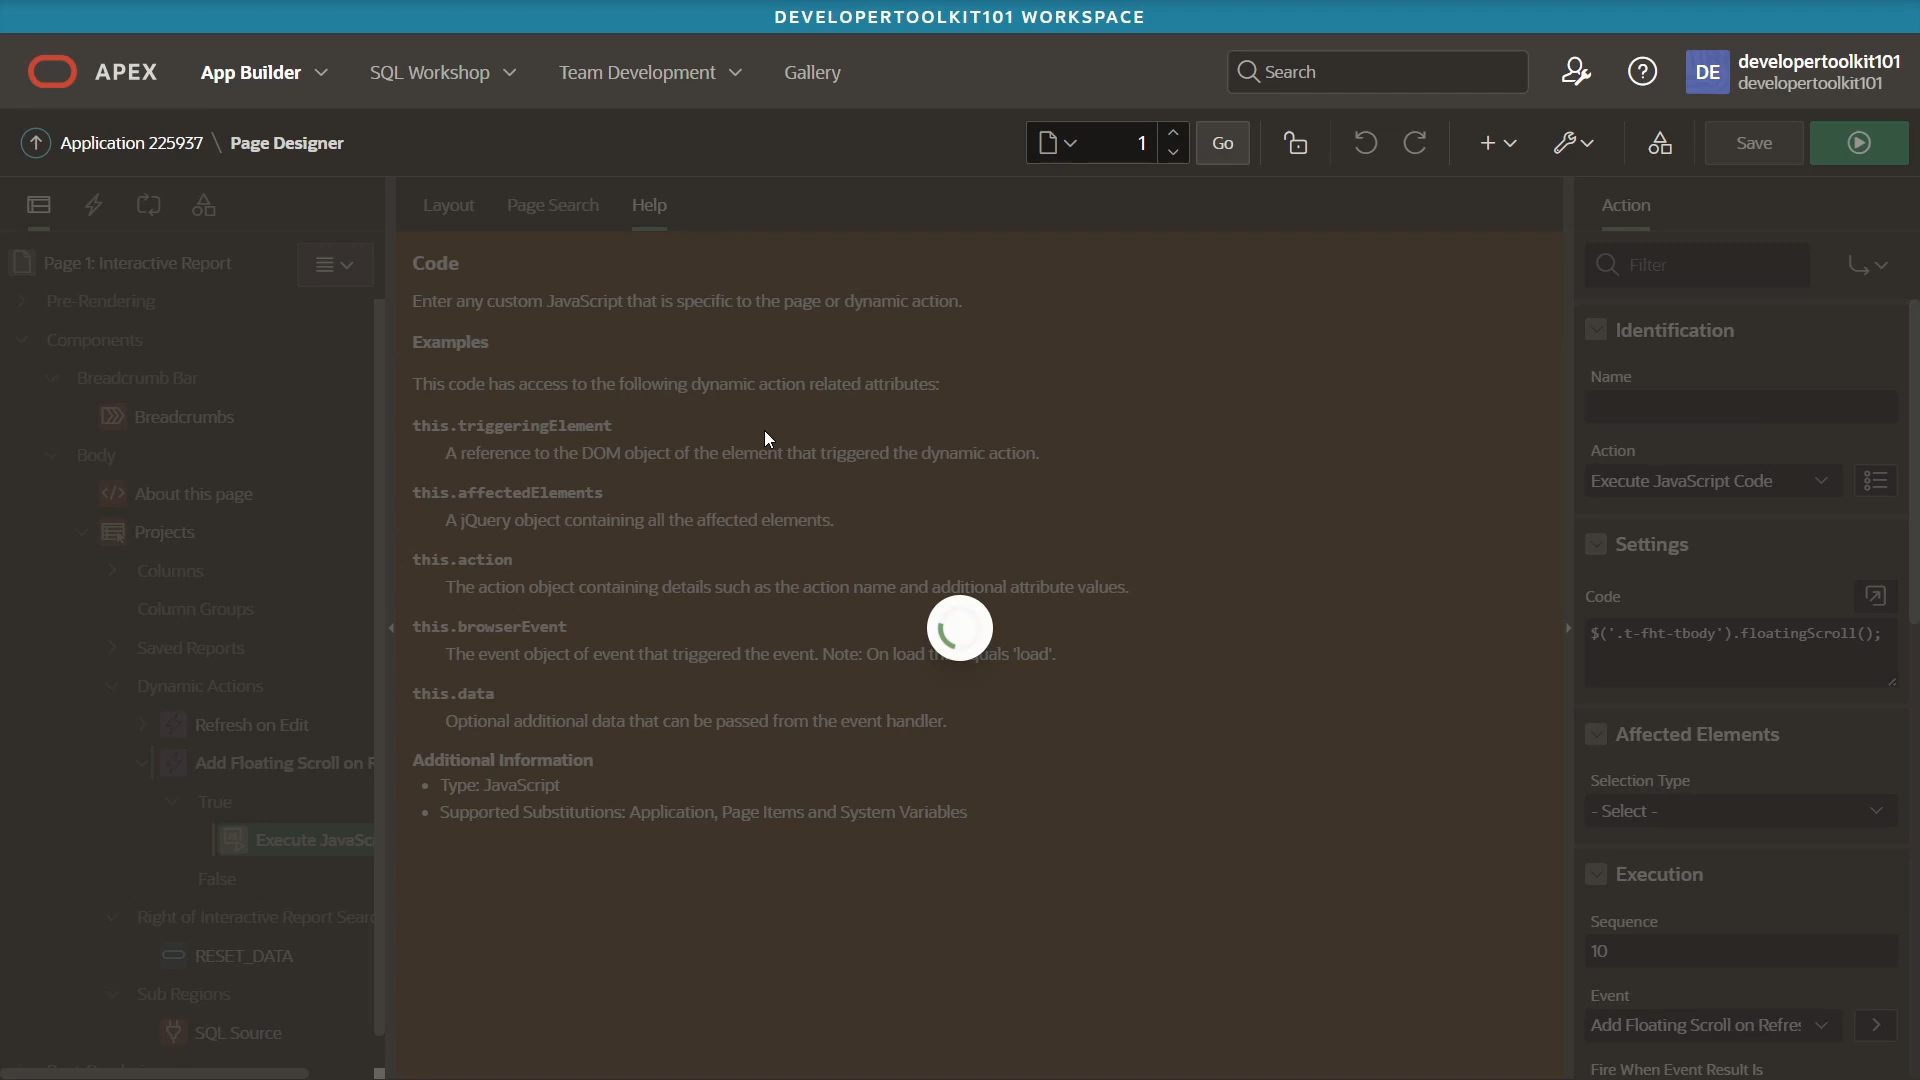 DEVELOPERTOOLKIT101 WORKSPACE
APEX
App Builder
SQL Workshop
Team Development
Gallery
Search
DE
developertoolkit101
developertoolkit101
Application 225937 \ Page Designer
1
Go
Save
Layout
Page Search
Help
Action
Page 1: Interactive Report
Pre-Rendering
Components
Breadcrumb Bar
Breadcrumbs
Body
About this page
Projects
Columns
Column Groups
Saved Reports
Dynamic Actions
Refresh on Edit
Add Floating Scroll on R
True
Execute JavaScr
False
Right of Interactive Report Searc
RESET_DATA
Sub Regions
SQL Source
Code
Enter any custom JavaScript that is specific to the page or dynamic action.
Examples
This code has access to the following dynamic action related attributes:
this.triggeringElement
A reference to the DOM object of the element that triggered the dynamic action.
this.affectedElements
A jQuery object containing all the affected elements.
this.action
The action object containing details such as the action name and additional attribute values.
this.browserEvent
The event object of event that triggered the event. Note: On load 'load'.
this.data
Optional additional data that can be passed from the event handler.
Additional Information
• Type: JavaScript
• Supported Substitutions: Application, Page Items and System Variables
Filter
Identification
Name
Action
Execute JavaScript Code
Settings
Code
$('.t-fht-tbody').floatingScroll();
Affected Elements
Selection Type
- Select -
Execution
Sequence
10
Event
Add Floating Scroll on Refres
Fire When Event Result Is